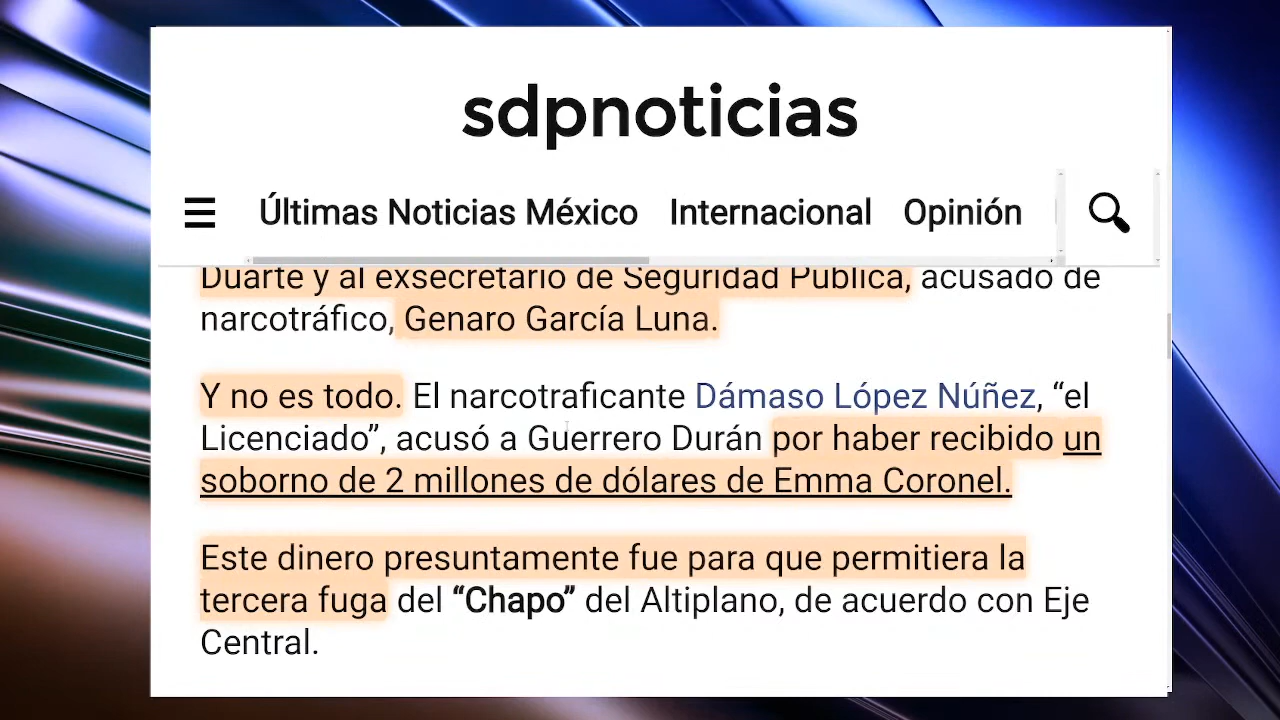 sdpnoticias
Últimas Noticias México Internacional Opinión
Duarte y al exsecretario de Seguridad Pública, acusado de
narcotráfico, Genaro García Luna.
Y no es todo. El narcotraficante Dámaso López Núñez, “el
Licenciado”, acusó a Guerrero Durán por haber recibido un
soborno de 2 millones de dólares de Emma Coronel.
Este dinero presuntamente fue para que permitiera la
tercera fuga del “Chapo” del Altiplano, de acuerdo con Eje
Central.